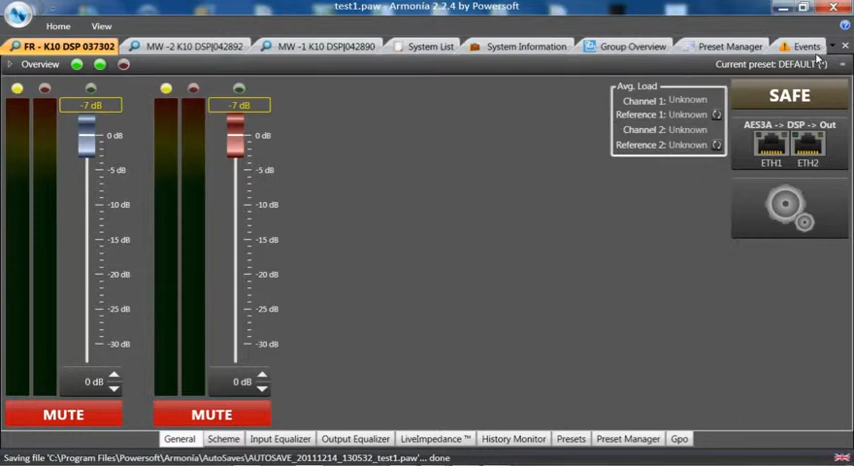 test1.paw - Armonía 2.2.4 by Powersoft
Home View
FR - K10 DSP 037302 MW -2 K10 DSP|042892 MW -1 K10 DSP|042890 System List System Information Group Overview Preset Manager Events
Overview Current preset: DEFAULT (*)
Avg. Load
Channel 1: Unknown
Reference 1: Unknown
Channel 2: Unknown
Reference 2: Unknown
SAFE
AES3A -> DSP -> Out
ETH1 ETH2
-7 dB -7 dB
0 dB 0 dB
-5 dB -5 dB
-10 dB -10 dB
-15 dB -15 dB
-20 dB -20 dB
-25 dB -25 dB
-30 dB -30 dB
0 dB 0 dB
MUTE MUTE
General Scheme Input Equalizer Output Equalizer LiveImpedance ™ History Monitor Presets Preset Manager Gpo
Saving file 'C:\Program Files\Powersoft\Armonía\AutoSaves\AUTOSAVE_20111214_130532_test1.paw'... done